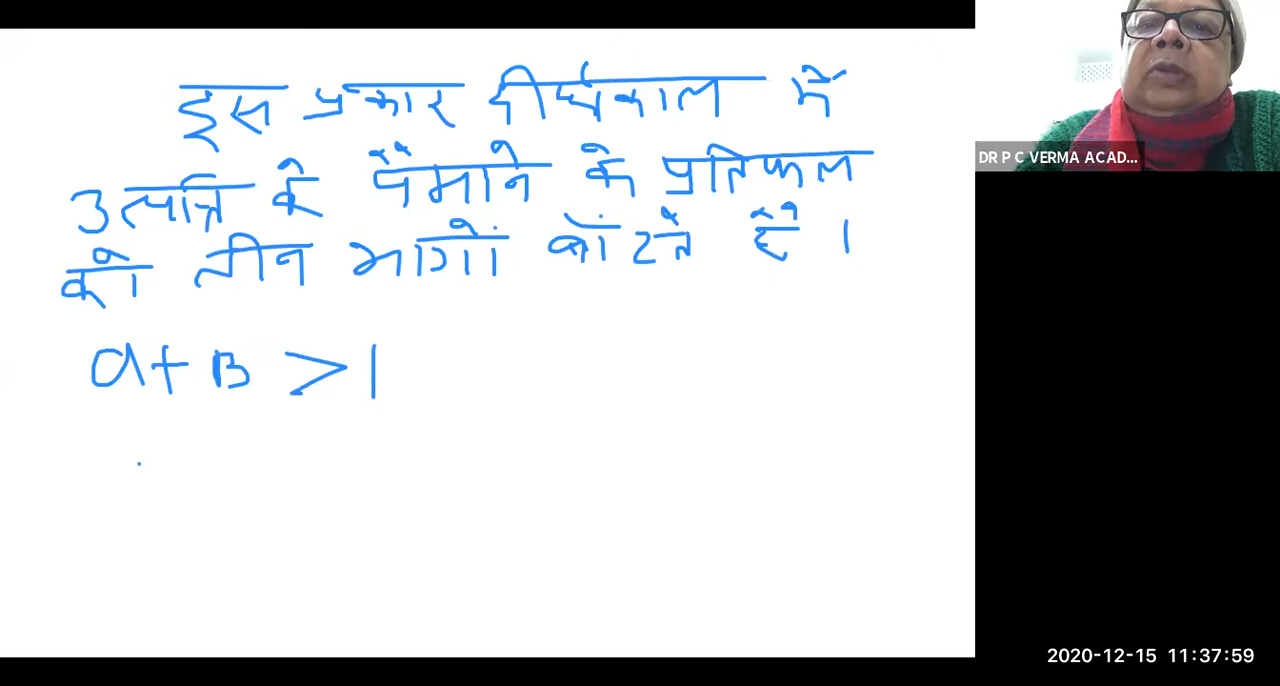 इस प्रकार दीर्घकाल में
उत्पत्ति के पैमाने के प्रतिफल
को तीन भागों बांटते हैं ।
a + B > 1
DR P C VERMA ACAD...
2020-12-15 11:37:59